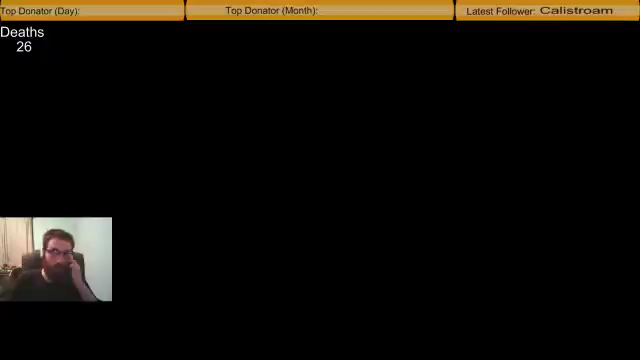 Top Donator (Day):
Top Donator (Month):
Latest Follower: Calistroam
Deaths
26